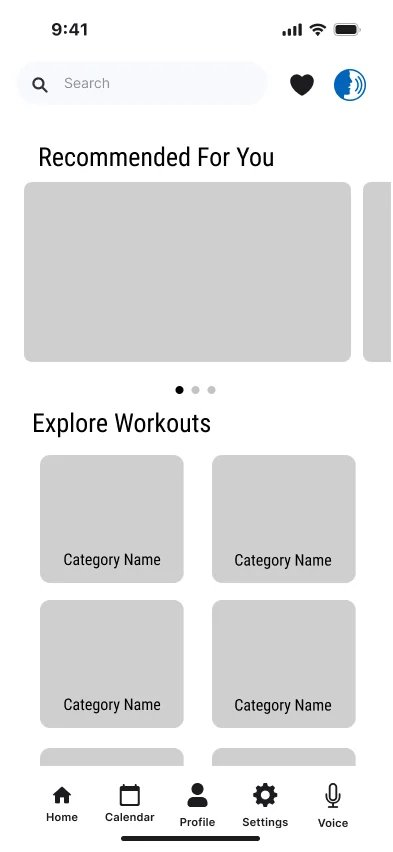 9:41
Search
Recommended For You
Explore Workouts
Category Name
Category Name
Category Name
Category Name
Home
Calendar
Profile
Settings
Voice